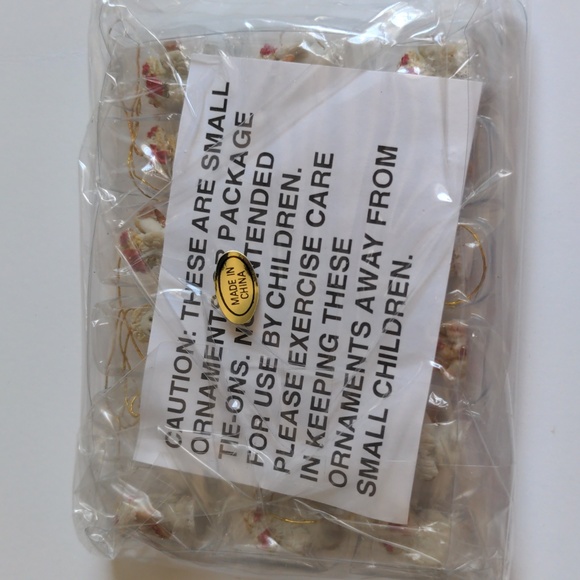 CAUTION: THESE ARE SMALL
ORNAMENTS PACKAGE
TIE-ONS. INTENDED
FOR USE BY CHILDREN.
PLEASE EXERCISE CARE
IN KEEPING THESE
ORNAMENTS AWAY FROM
SMALL CHILDREN.
MADE IN
CHINA